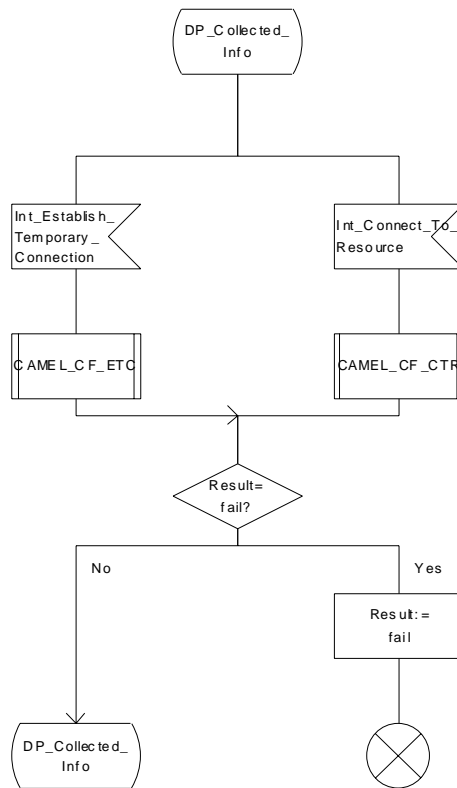 DP_Collected_
Info
Int_Establish_
Temporary_
Connection
Int_Connect_To_
Resource
CAMEL_CF_ETC
CAMEL_CF_CTR
Result=
fail?
No
Yes
Result:=
fail
DP_Collected_
Info